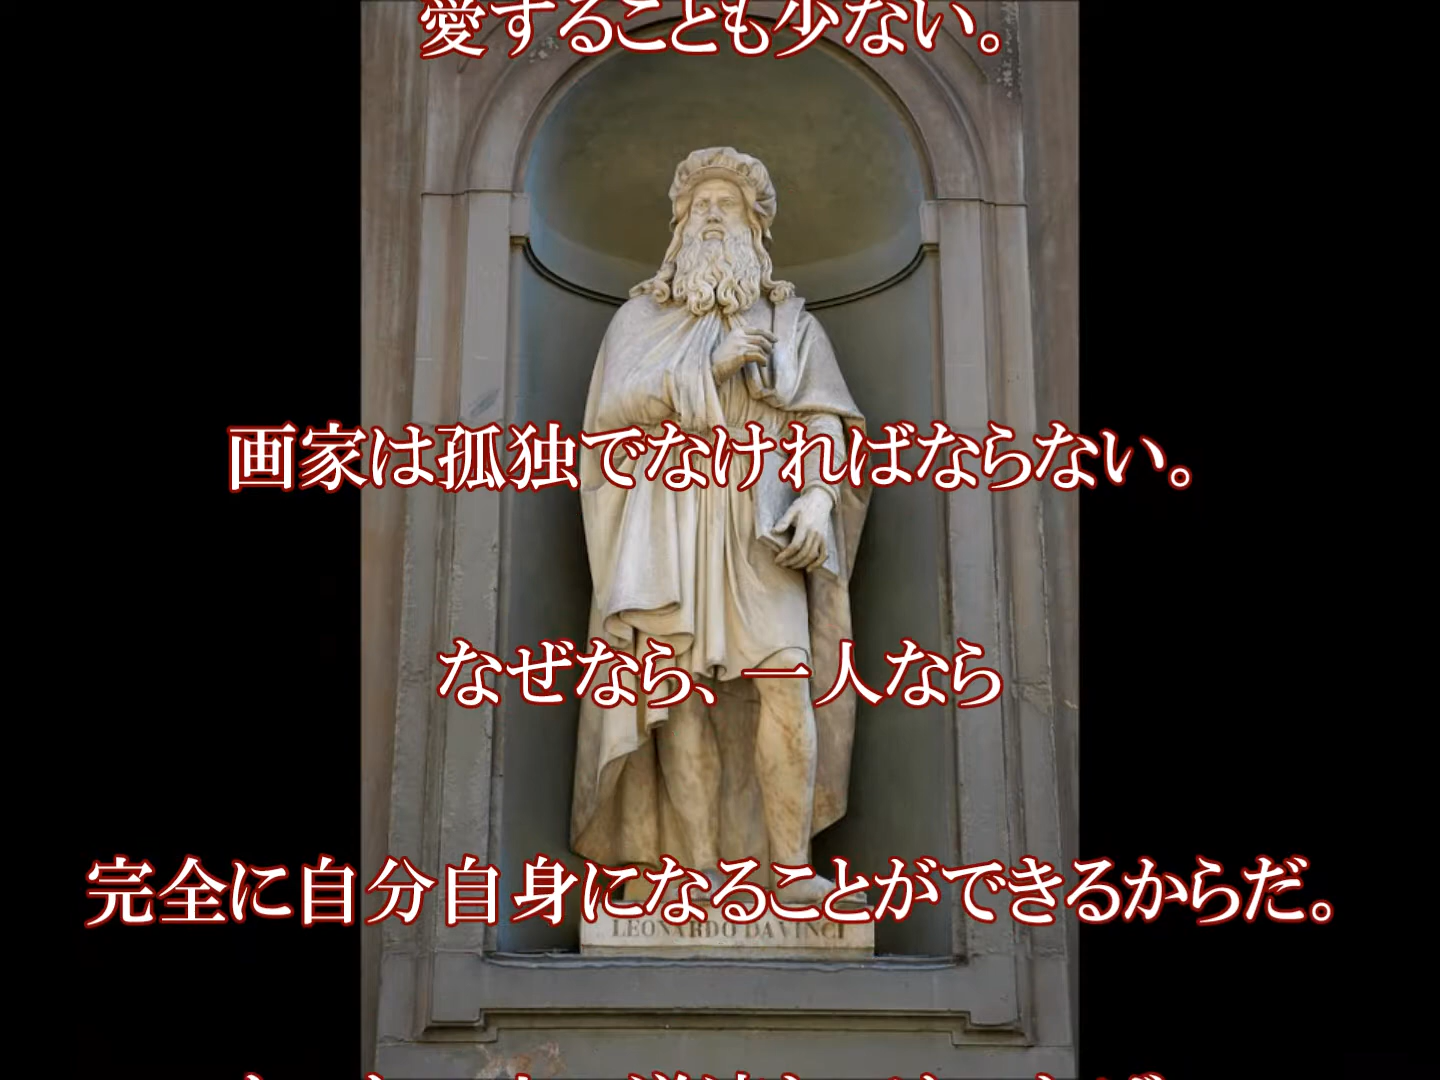 愛することも少ない。
画家は孤独でなければならない。
なぜなら、一人なら
完全に自分自身になることができるからだ。
LEONARDO DA VINCI